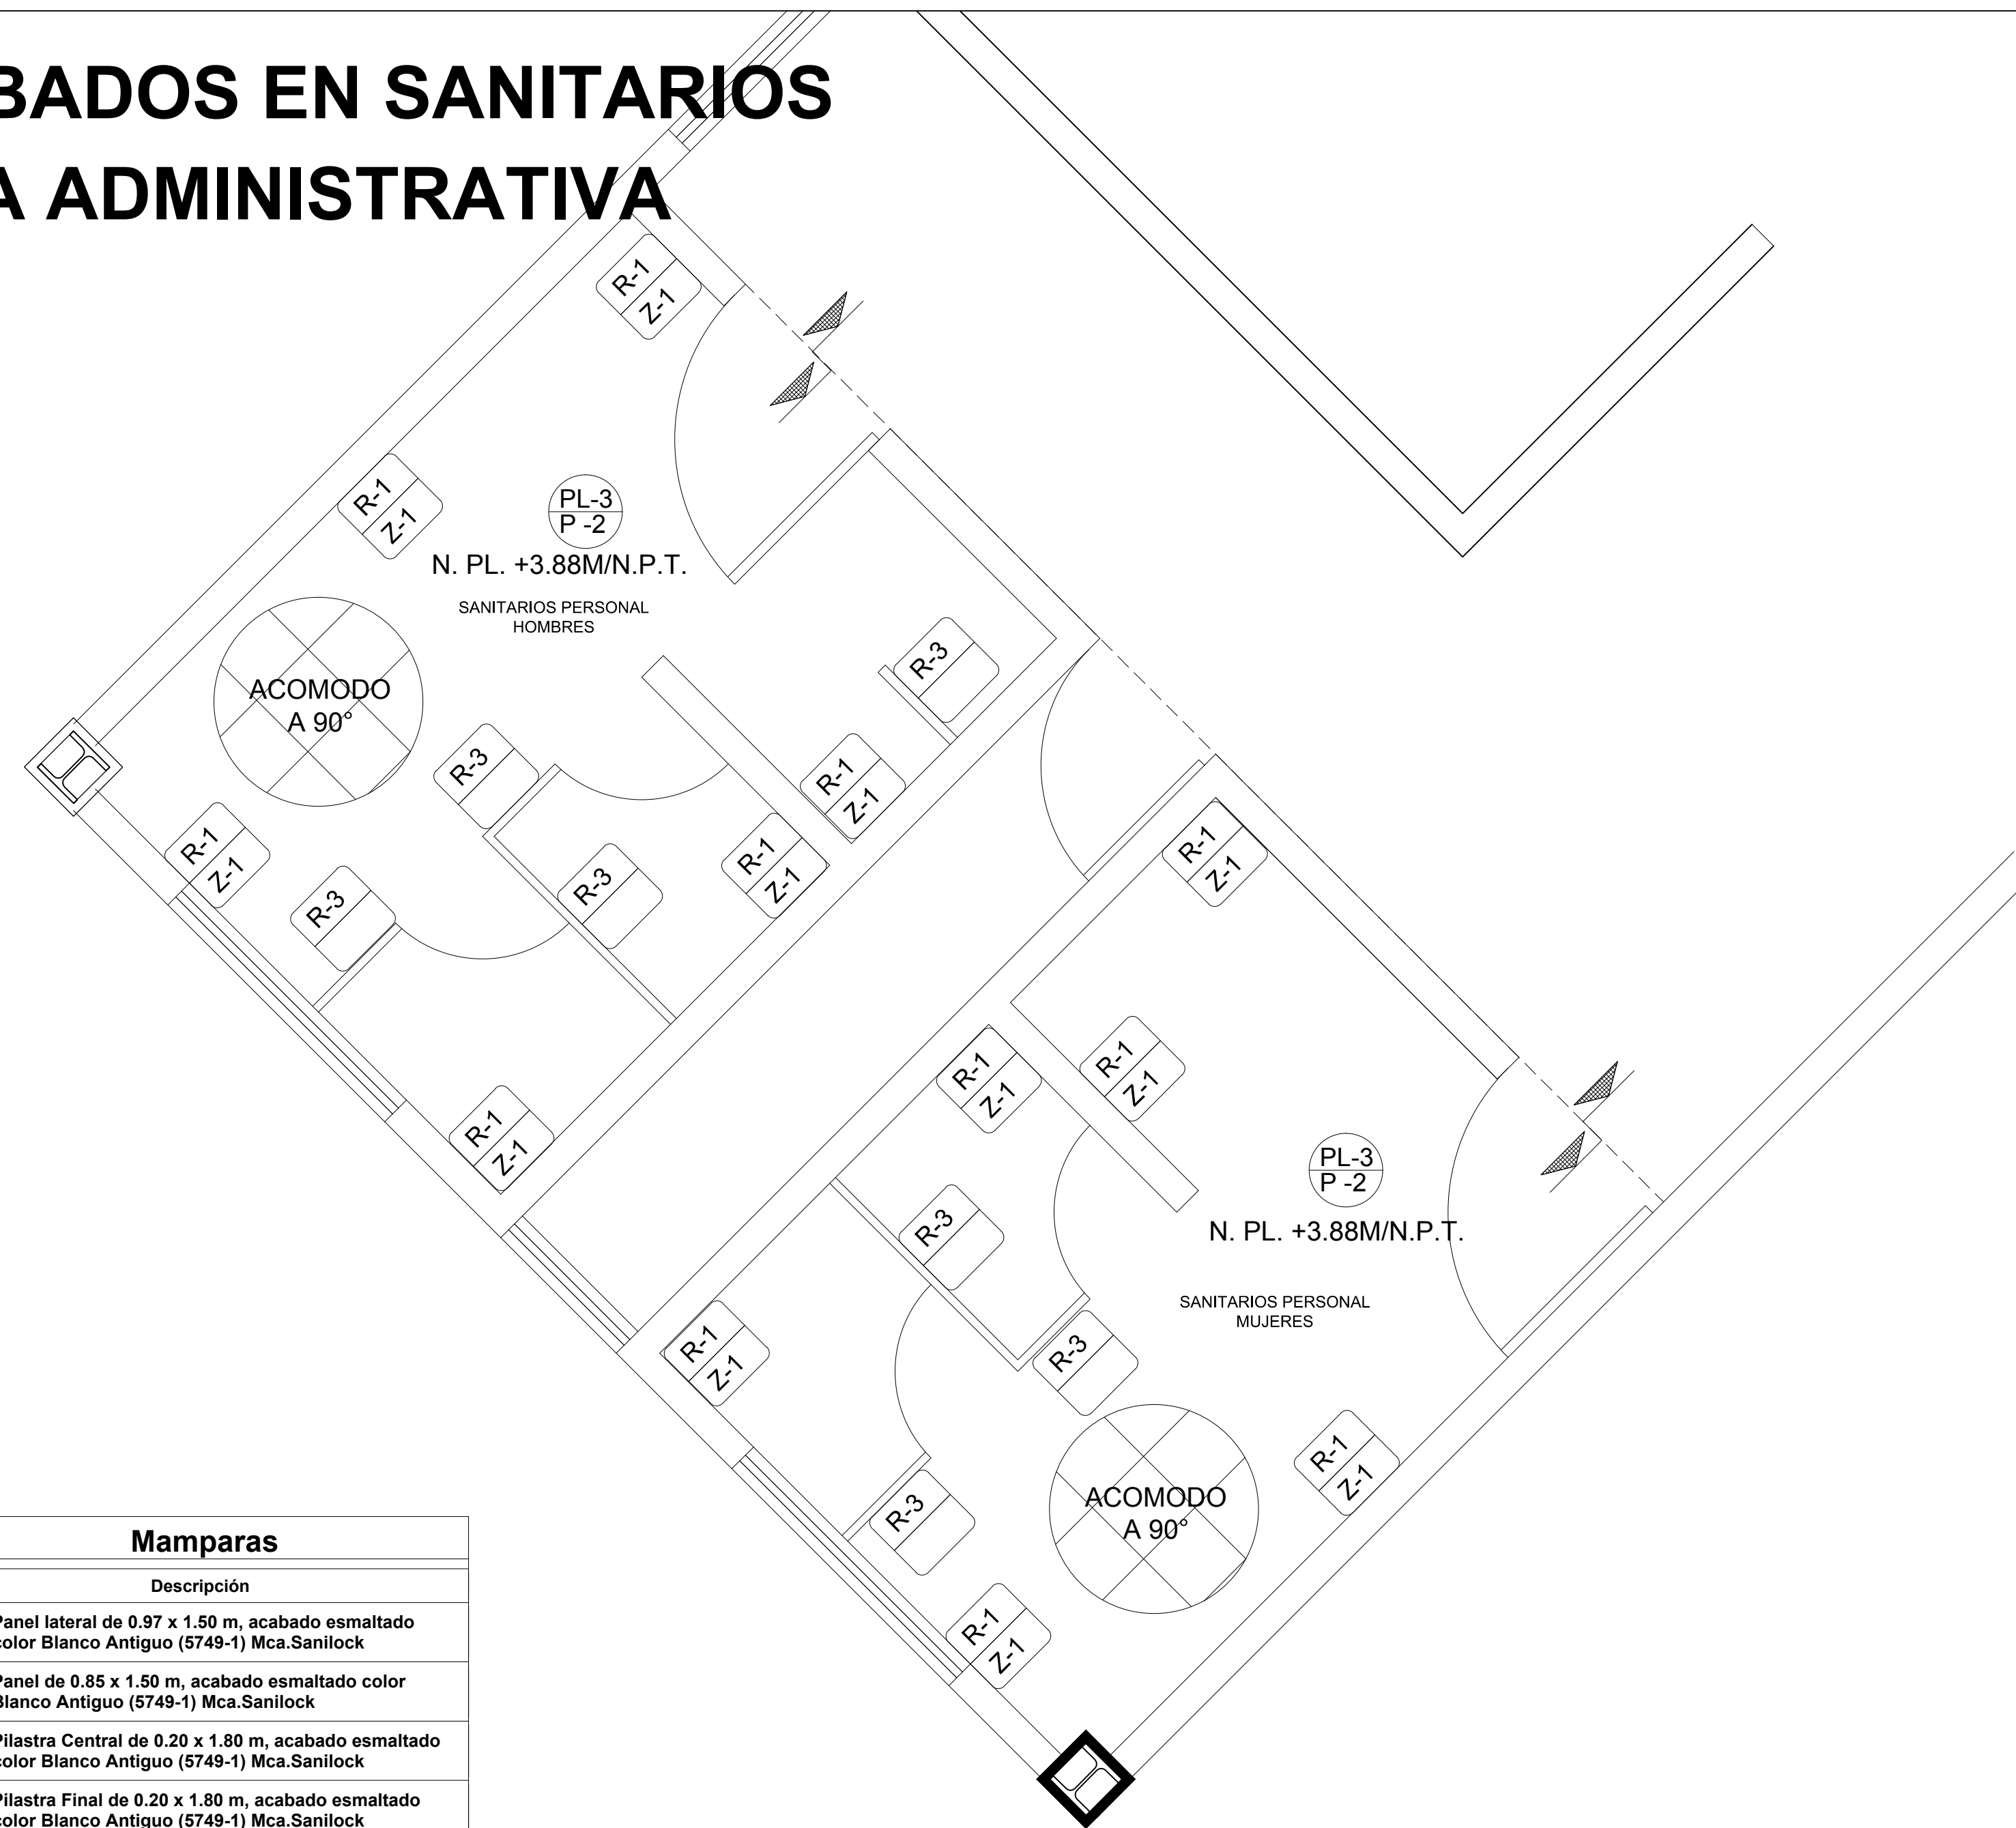 BADOS EN SANITARIOS
A ADMINISTRATIVA
R-1
Z-1
R-1
Z-1
PL-3
P -2
N. PL. +3.88M/N.P.T.
SANITARIOS PERSONAL
HOMBRES
R-3
ACOMODO
A 90°
R-3
R-1
Z-1
R-1
Z-1
R-1
Z-1
R-3
R-3
R-1
Z-1
R-1
Z-1
R-1
Z-1
R-1
Z-1
PL-3
P -2
N. PL. +3.88M/N.P.T.
R-3
SANITARIOS PERSONAL
MUJERES
R-1
Z-1
R-3
R-1
Z-1
ACOMODO
A 90°
R-3
R-1
Z-1
Mamparas
Descripción
Panel lateral de 0.97 x 1.50 m, acabado esmaltado
color Blanco Antiguo (5749-1) Mca.Sanilock
Panel de 0.85 x 1.50 m, acabado esmaltado color
Blanco Antiguo (5749-1) Mca.Sanilock
Pilastra Central de 0.20 x 1.80 m, acabado esmaltado
color Blanco Antiguo (5749-1) Mca.Sanilock
Pilastra Final de 0.20 x 1.80 m, acabado esmaltado
color Blanco Antiguo (5749-1) Mca.Sanilock